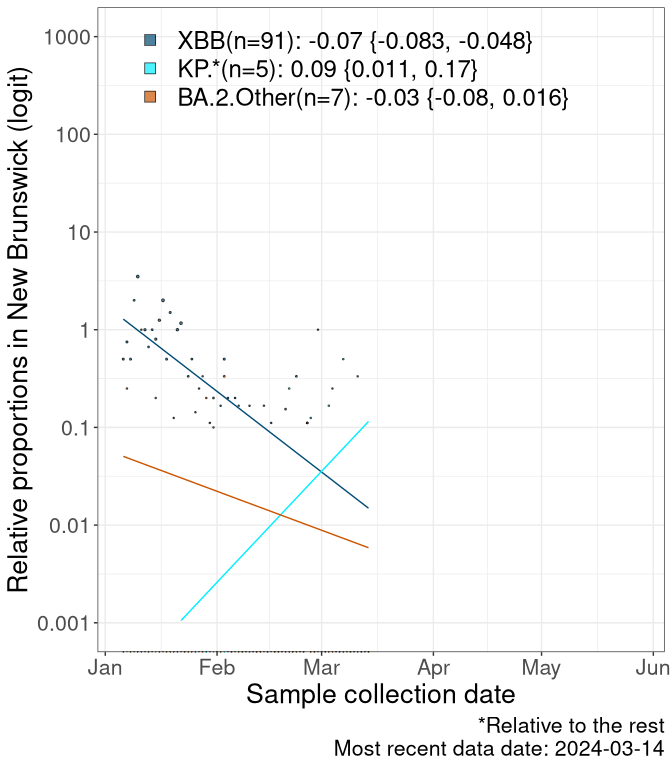 XBB(n=91): -0.07 {-0.083, -0.048}
KP.*(n=5): 0.09 {0.011, 0.17}
BA.2.Other(n=7): -0.03 {-0.08, 0.016}
Relative proportions in New Brunswick (logit)
1000
100
10
1
0.1
0.01
0.001
Jan Feb Mar Apr May Jun
Sample collection date
*Relative to the rest
Most recent data date: 2024-03-14